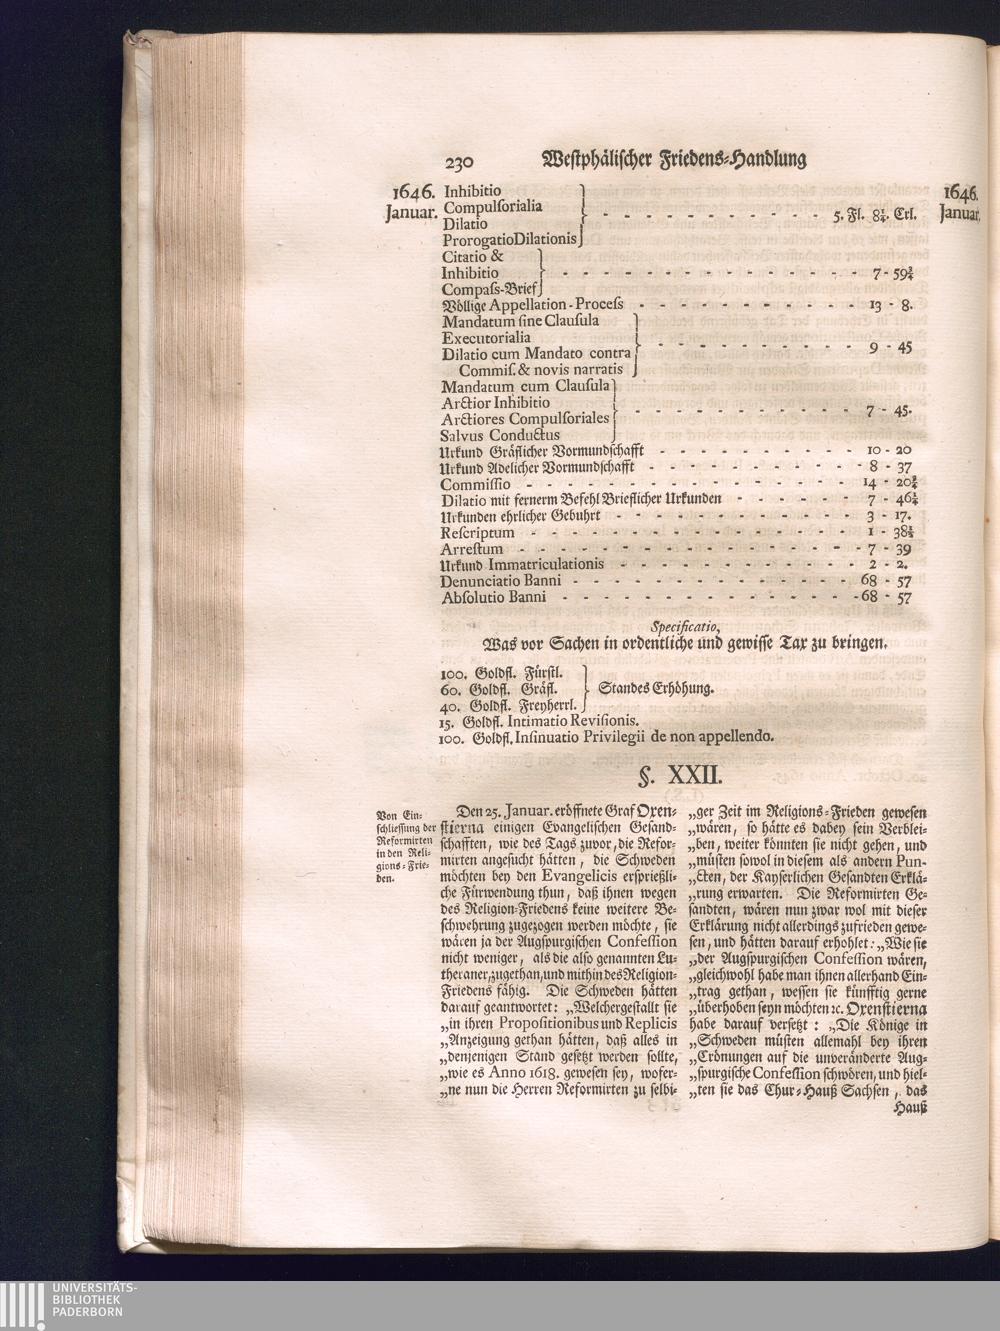 230 Westphälischer Friedens-Handlung
1646.
Januar.
1646.
Januar.
Inhibitio
Compulsorialia
Dilatio
Prorogatio Dilationis
} - - - - - - - - - - - 5. Fl. 8¼. Crl.
Citatio &
Inhibitio
Compass-Brief
} - - - - - - - - - - - - 7 - 59¾
Völlige Appellation-Process - - - - - - - - - 13 - 8.
Mandatum sine Clausula
Executorialia
Dilatio cum Mandato contra
Commis. & novis narratis
} - - - - - - - - - 9 - 45
Mandatum cum Clausula
Arctior Inhibitio
Arctiores Compulsoriales
Salvus Conductus
} - - - - - - - - - - 7 - 45.
Urkund Gräflicher Vormundschafft - - - - - - - - 10 - 20
Urkund Adelicher Vormundschafft - - - - - - - - 8 - 37
Commissio - - - - - - - - - - - - - - 14 - 20¾
Dilatio mit fernerm Befehl Brieflicher Urkunden - - - - - 7 - 46¼
Urkunden ehrlicher Gebuhrt - - - - - - - - - - 3 - 17.
Rescriptum - - - - - - - - - - - - - - 1 - 38½
Arrestum - - - - - - - - - - - - - - - 7 - 39
Urkund Immatriculationis - - - - - - - - - - 2 - 2.
Denunciatio Banni - - - - - - - - - - - - 68 - 57
Absolutio Banni - - - - - - - - - - - - - 68 - 57
Specificatio,
Was vor Sachen in ordentliche und gewisse Tax zu bringen.
100. Goldfl. Fürstl.
60. Goldfl. Gräfl.
40. Goldfl. Freyherrl.
} Standes Erhöhung.
15. Goldfl. Intimatio Revisionis.
100. Goldfl. Insinuatio Privilegii de non appellendo.
§. XXII.
Von Ein-
schliessung der
Reformirten
in den Reli-
gions-Frie-
den.
Den 25. Januar. eröffnete Graf Oxen-
stierna einigen Evangelischen Gesand-
schafften, wie des Tags zuvor, die Refor-
mirten angesucht hätten, die Schweden
möchten bey den Evangelicis ersprießli-
che Fürwendung thun, daß ihnen wegen
des Religion-Friedens keine weitere Be-
schwehrung zugezogen werden möchte, sie
wären ja der Augspurgischen Confession
nicht weniger, als die also genannten Lu-
theraner, zugethan, und mithin des Religion-
Friedens fähig. Die Schweden hätten
darauf geantwortet: „Welchergestallt sie
„in ihren Propositionibus und Replicis
„Anzeigung gethan hätten, daß alles in
„denjenigen Stand gesetzt werden sollte,
„wie es Anno 1618. gewesen sey, wofer-
„ne nun die Herren Reformirten zu selbi-
„ger Zeit im Religions-Frieden gewesen
„wären, so hätte es dabey sein Verblei-
„ben, weiter könnten sie nicht gehen, und
„müsten sowol in diesem als andern Pun-
„cten, der Kayserlichen Gesandten Erklä-
„rung erwarten. Die Reformirten Ge-
sandten, wären nun zwar wol mit dieser
Erklärung nicht allerdings zufrieden gewe-
sen, und hätten darauf erhohlet: „Wie sie
„der Augspurgischen Confession wären,
„gleichwohl habe man ihnen allerhand Ein-
„trag gethan, wessen sie künfftig gerne
„überhoben seyn möchten ꝛc. Oxenstierna
habe darauf versetzt: „Die Könige in
„Schweden müsten allemahl bey ihren
„Crönungen auf die unveränderte Aug-
„spurgische Confession schwören, und hiel-
„ten sie das Chur-Hauß Sachsen, das
Hauß
UNIVERSITÄTS-
BIBLIOTHEK
PADERBORN